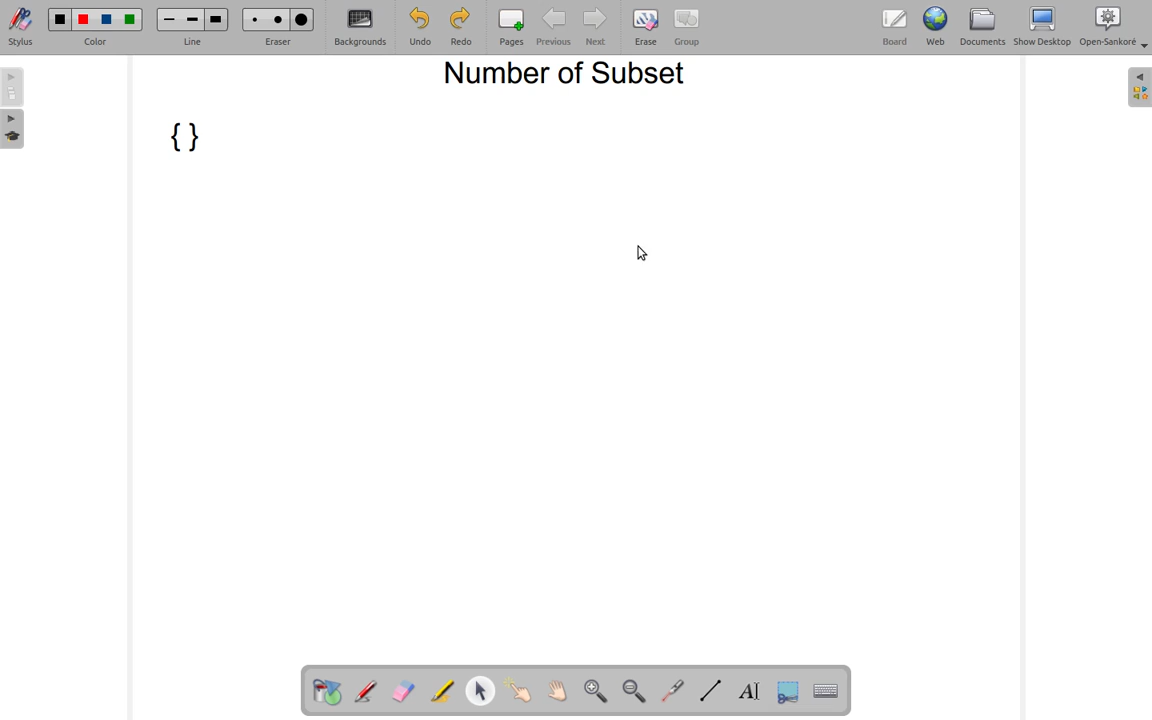 Stylus Color Line Eraser Backgrounds Undo Redo Pages Previous Next Erase Group Board Web Documents Show Desktop Open-Sankoré
Number of Subset
{ }
AI